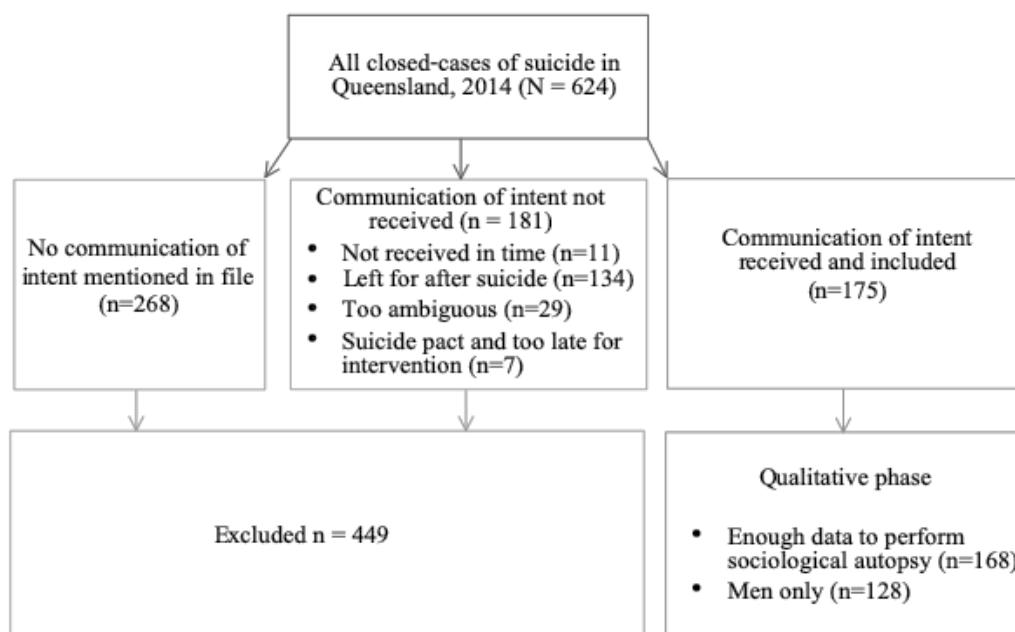 All closed-cases of suicide in
Queensland, 2014 (N = 624)
No communication of
intent mentioned in file
(n=268)
Communication of intent not
received (n = 181)
• Not received in time (n=11)
• Left for after suicide (n=134)
• Too ambiguous (n=29)
• Suicide pact and too late for
intervention (n=7)
Communication of intent
received and included
(n=175)
Excluded n = 449
Qualitative phase
• Enough data to perform
sociological autopsy (n=168)
• Men only (n=128)